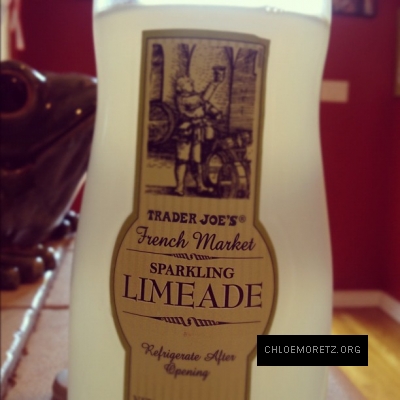 TRADER JOE'S®
French Market
SPARKLING
LIMEADE
Refrigerate After
Opening
CHLOEMORETZ.ORG